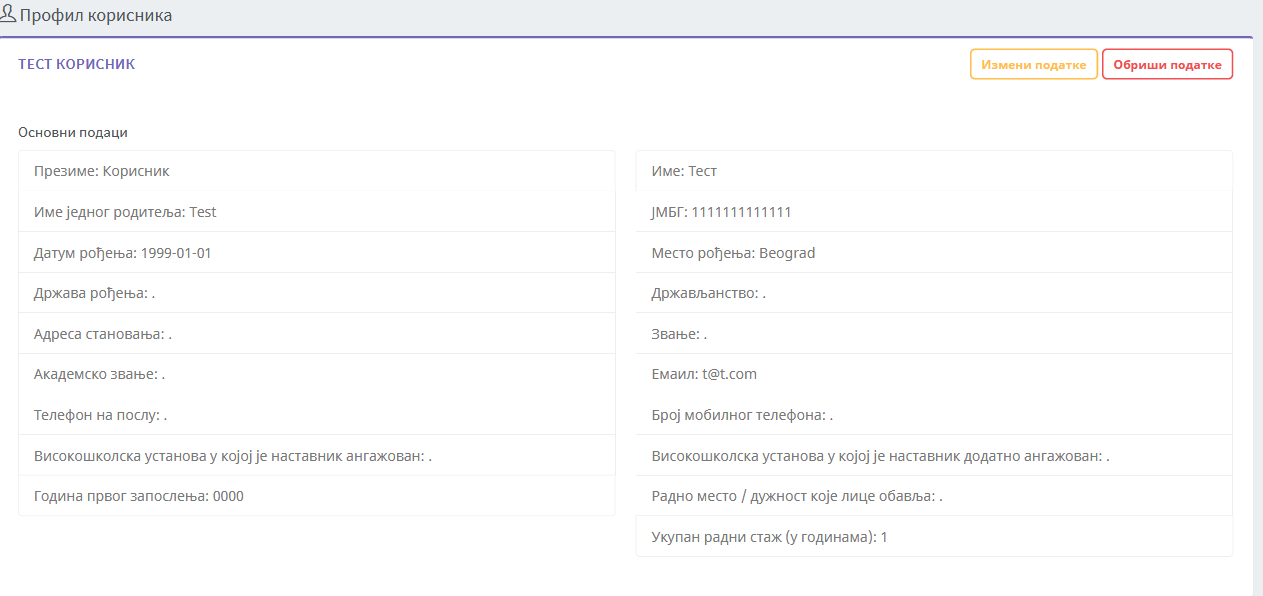 Профил корисника
ТЕСТ КОРИСНИК
Измени податке
Обриши податке
Основни подаци
Презиме: Корисник
Име једног родитеља: Test
Датум рођења: 1999-01-01
Држава рођења: .
Адреса становања: .
Академско звање: .
Телефон на послу: .
Високошколска установа у којој је наставник ангажован: .
Година првог запослења: 0000
Име: Тест
ЈМБГ: 1111111111111
Место рођења: Beograd
Држављанство: .
Звање: .
Емаил: t@t.com
Број мобилног телефона: .
Високошколска установа у којој је наставник додатно ангажован: .
Радно место / дужност које лице обавља: .
Укупан радни стаж (у годинама): 1